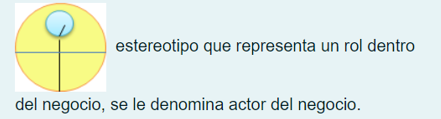 estereotipo que representa un rol dentro
del negocio, se le denomina actor del negocio.